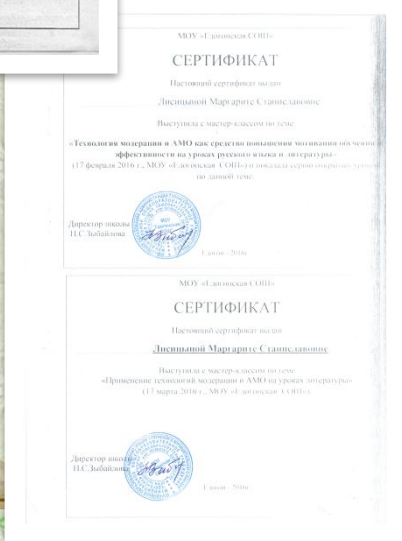 МОУ «Едогонская СОШ»
СЕРТИФИКАТ
Настоящий сертификат выдан
Лисицыной Маргарите Станиславовне
Выступила с мастер-классом по теме
«Технология модерации и АМО как средство повышения мотивации обучения и
эффективности на уроках русского языка и литературы»
(17 февраля 2016 г., МОУ «Едогонская СОШ») и показала серию открытых уроков
по данной теме.
Директор школы
Н.С.Зыбайлова
Едогон - 2016г.
МОУ «Едогонская СОШ»
СЕРТИФИКАТ
Настоящий сертификат выдан
Лисицыной Маргарите Станиславовне
Выступила с мастер-классом по теме:
«Применение технологий модерации и АМО на уроках литературы»
(17 марта 2016 г., МОУ «Едогонская СОШ»).
Директор школы
Н.С.Зыбайлова
Едогон - 2016г.